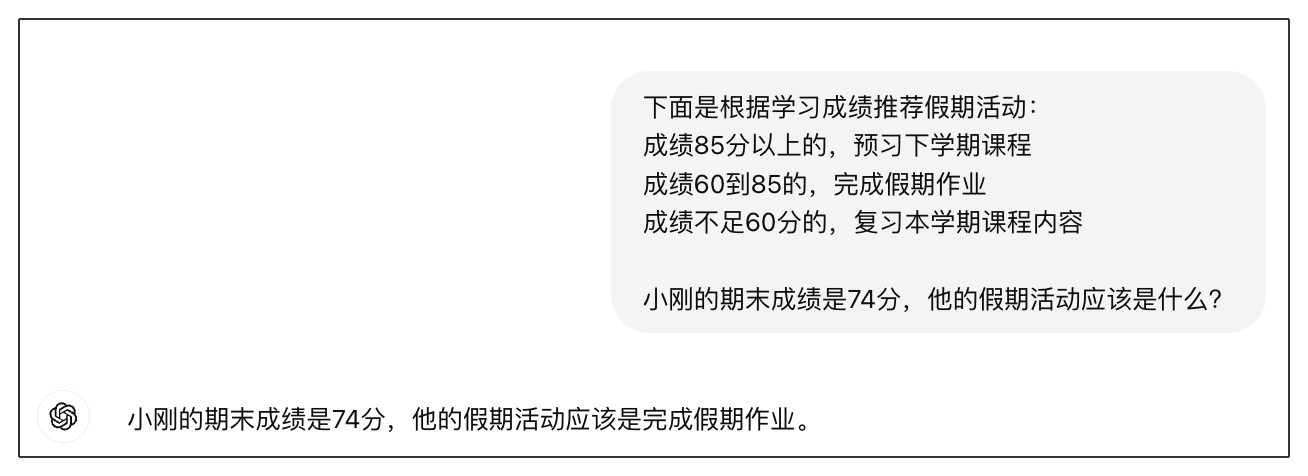 下面是根据学习成绩推荐假期活动：
成绩85分以上的，预习下学期课程
成绩60到85的，完成假期作业
成绩不足60分的，复习本学期课程内容
小刚的期末成绩是74分，他的假期活动应该是什么？
小刚的期末成绩是74分，他的假期活动应该是完成假期作业。